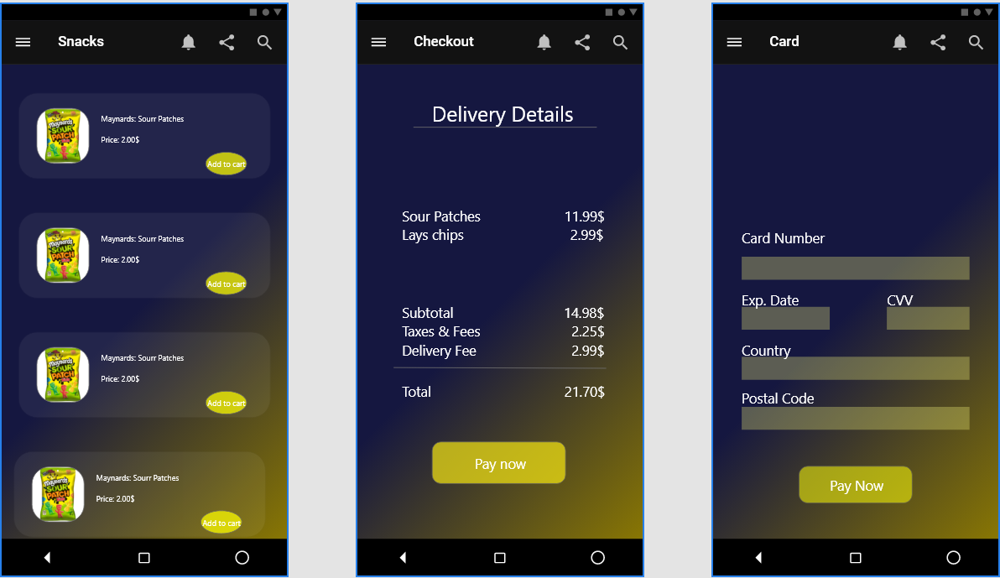 Snacks
Maynards: Sourr Patches
Price: 2.00$
Add to cart
Maynards
SOUR
PATCH
Maynards: Sourr Patches
Price: 2.00$
Add to cart
Maynards
SOUR
PATCH
Maynards: Sourr Patches
Price: 2.00$
Add to cart
Maynards
SOUR
PATCH
Maynards: Sourr Patches
Price: 2.00$
Add to cart
Maynards
SOUR
PATCH
Checkout
Delivery Details
Sour Patches 11.99$
Lays chips 2.99$
Subtotal 14.98$
Taxes & Fees 2.25$
Delivery Fee 2.99$
Total 21.70$
Pay now
Card
Card Number
Exp. Date CVV
Country
Postal Code
Pay Now